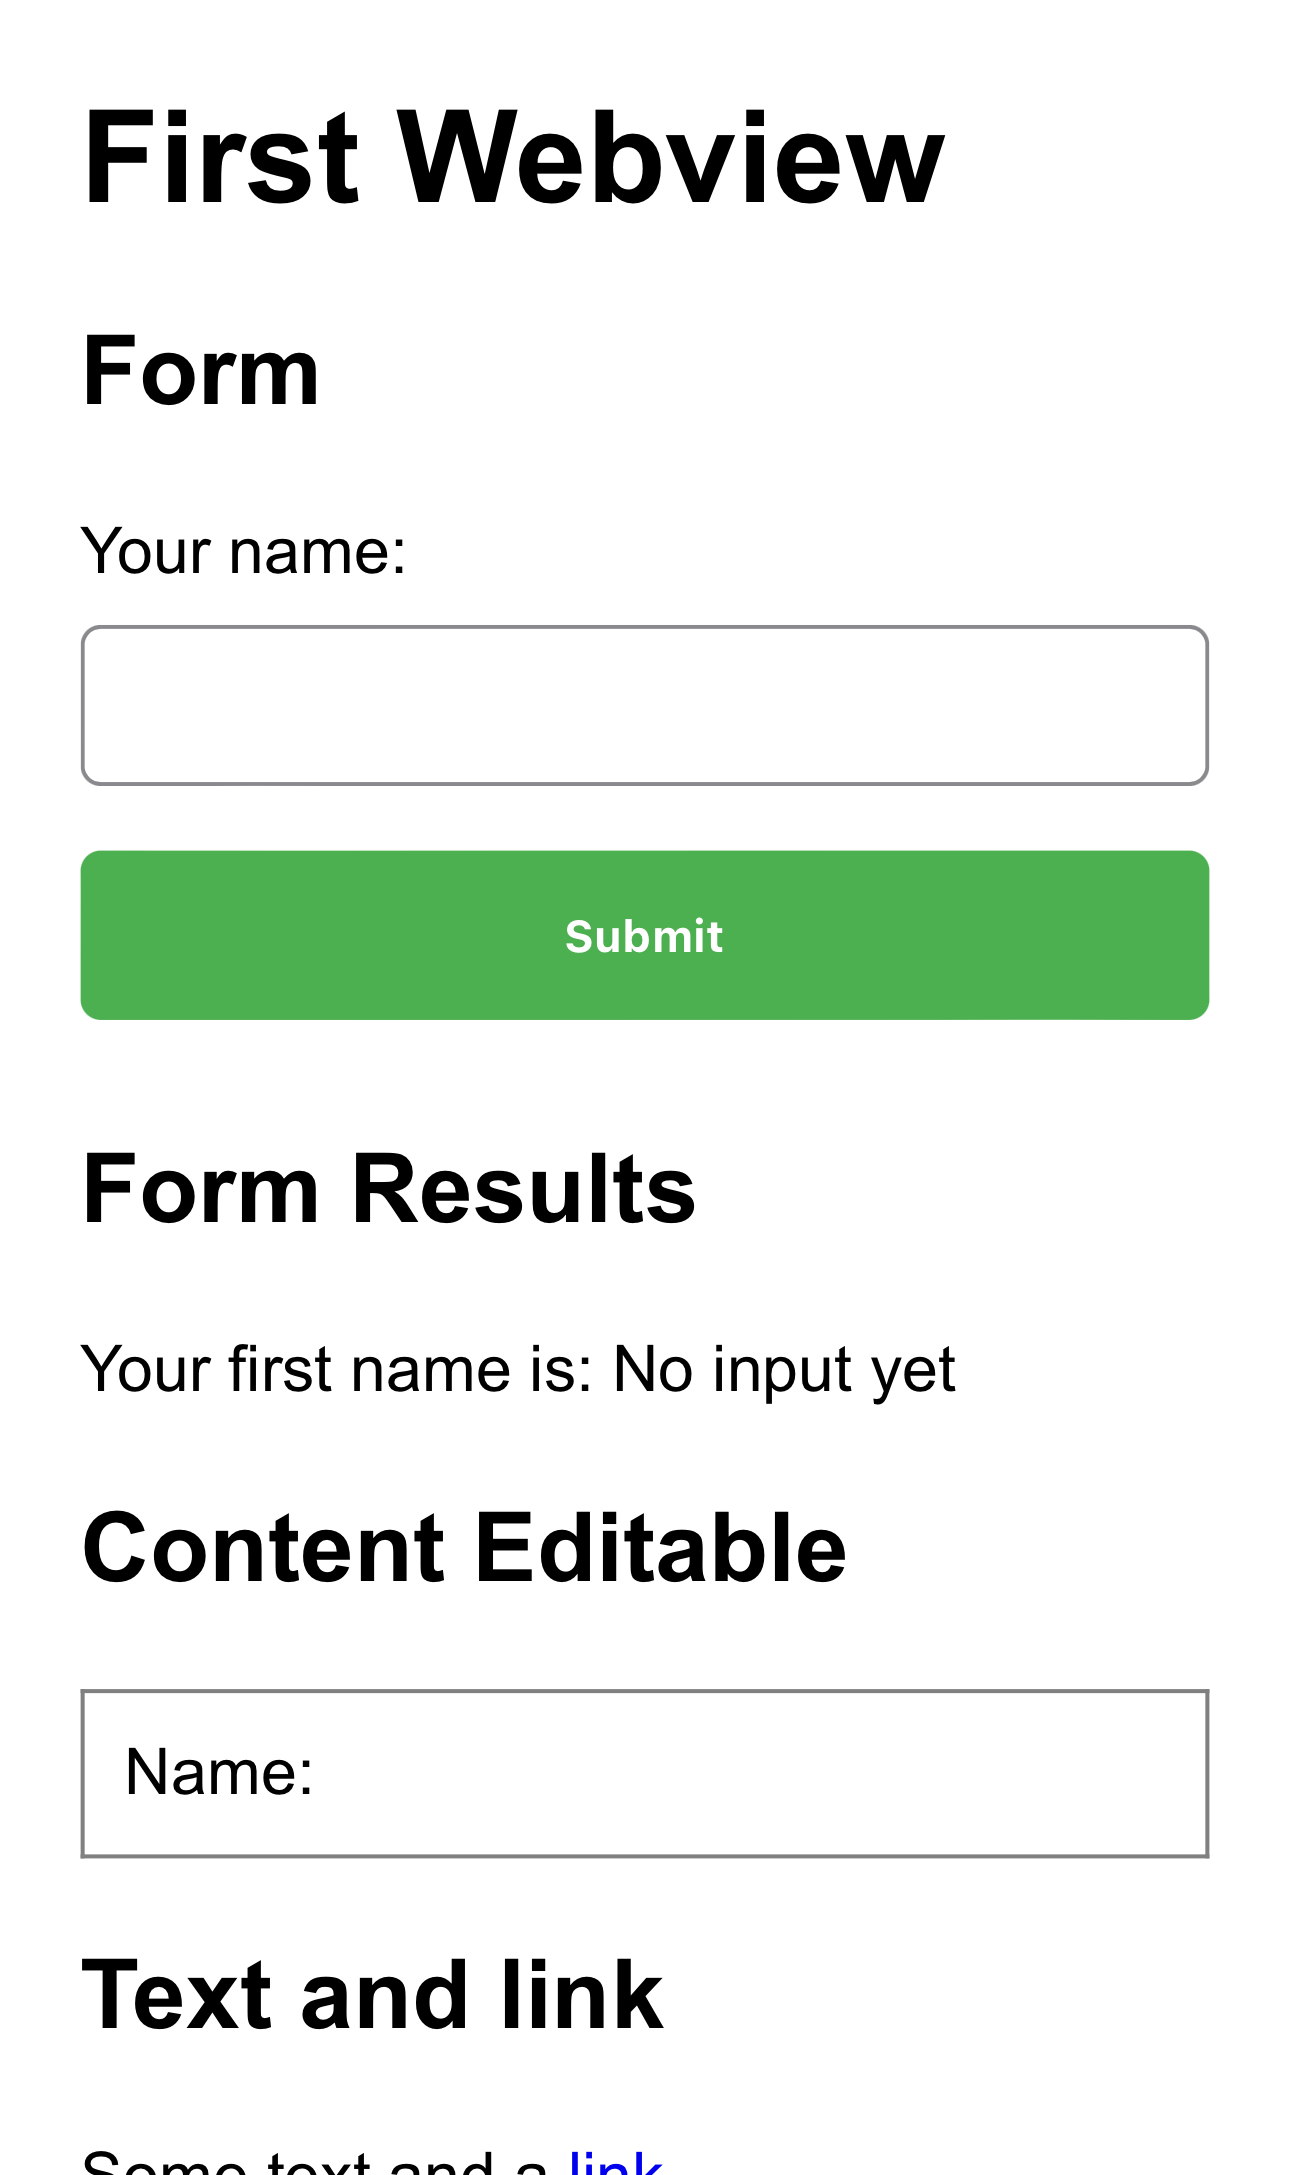 First Webview
Form
Your name:
Submit
Form Results
Your first name is: No input yet
Content Editable
Name:
Text and link
Some text and a link